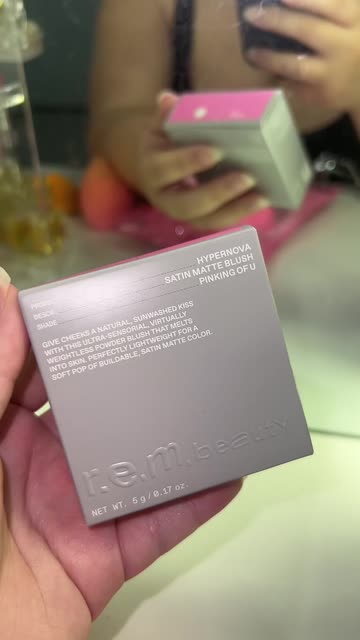 HYPERNOVA
DESCR
SATIN MATTE BLUSH
SHADE
PINKING OF U
GIVE CHEEKS A NATURAL, SUNWASHED KISS
WITH THIS ULTRA-SENSORIAL, VIRTUALLY
WEIGHTLESS POWDER BLUSH THAT MELTS
INTO SKIN. PERFECTLY LIGHTWEIGHT FOR A
SOFT POP OF BUILDABLE, SATIN MATTE COLOR.
r.e.m.beauty
NET WT. 5g/0.17 oz.